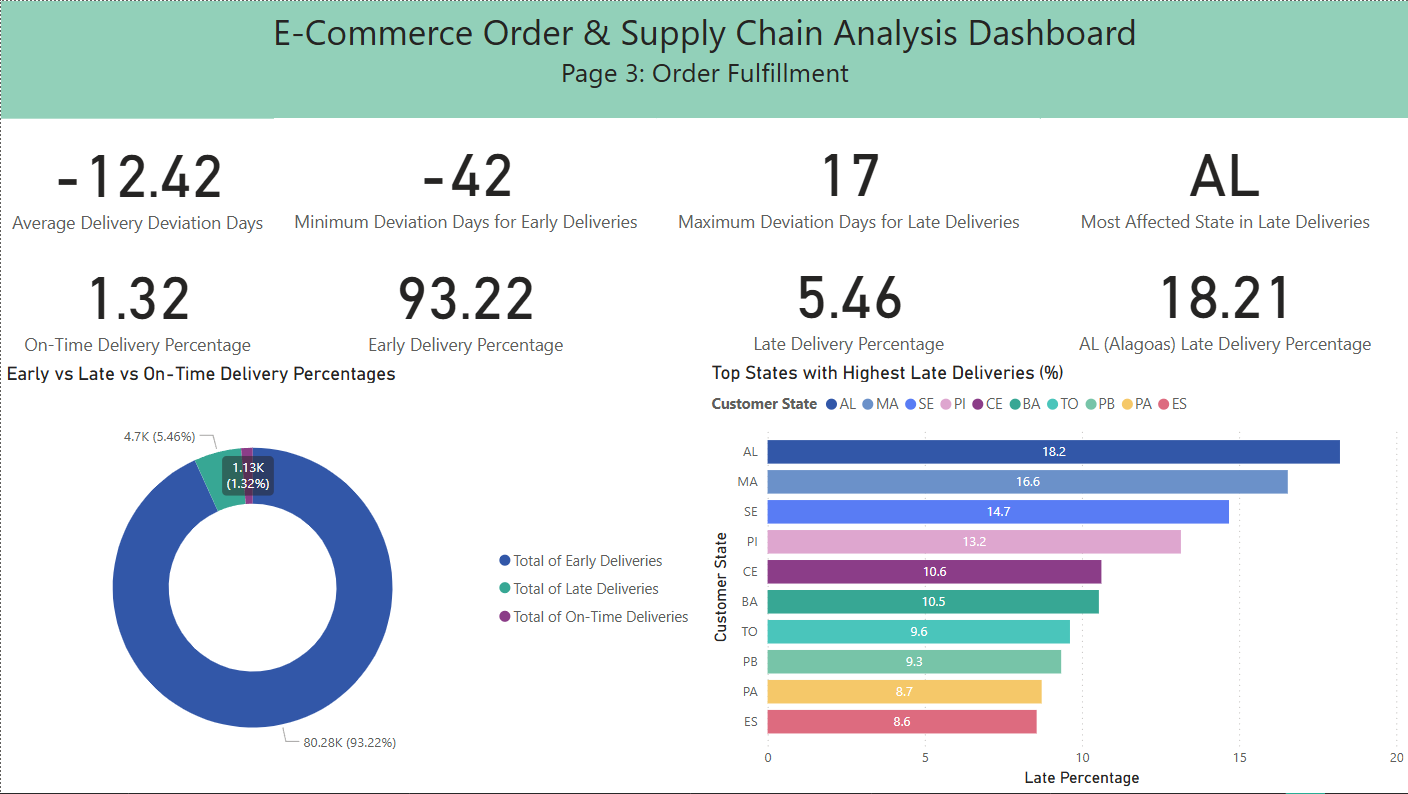 E-Commerce Order & Supply Chain Analysis Dashboard
Page 3: Order Fulfillment
-12.42
Average Delivery Deviation Days
-42
Minimum Deviation Days for Early Deliveries
17
Maximum Deviation Days for Late Deliveries
AL
Most Affected State in Late Deliveries
1.32
On-Time Delivery Percentage
93.22
Early Delivery Percentage
5.46
Late Delivery Percentage
18.21
AL (Alagoas) Late Delivery Percentage
Early vs Late vs On-Time Delivery Percentages
4.7K (5.46%)
1.13K
(1.32%)
80.28K (93.22%)
Total of Early Deliveries
Total of Late Deliveries
Total of On-Time Deliveries
Top States with Highest Late Deliveries (%)
Customer State AL MA SE PI CE BA TO PB PA ES
Customer State
AL 18.2
MA 16.6
SE 14.7
PI 13.2
CE 10.6
BA 10.5
TO 9.6
PB 9.3
PA 8.7
ES 8.6
0 5 10 15 20
Late Percentage